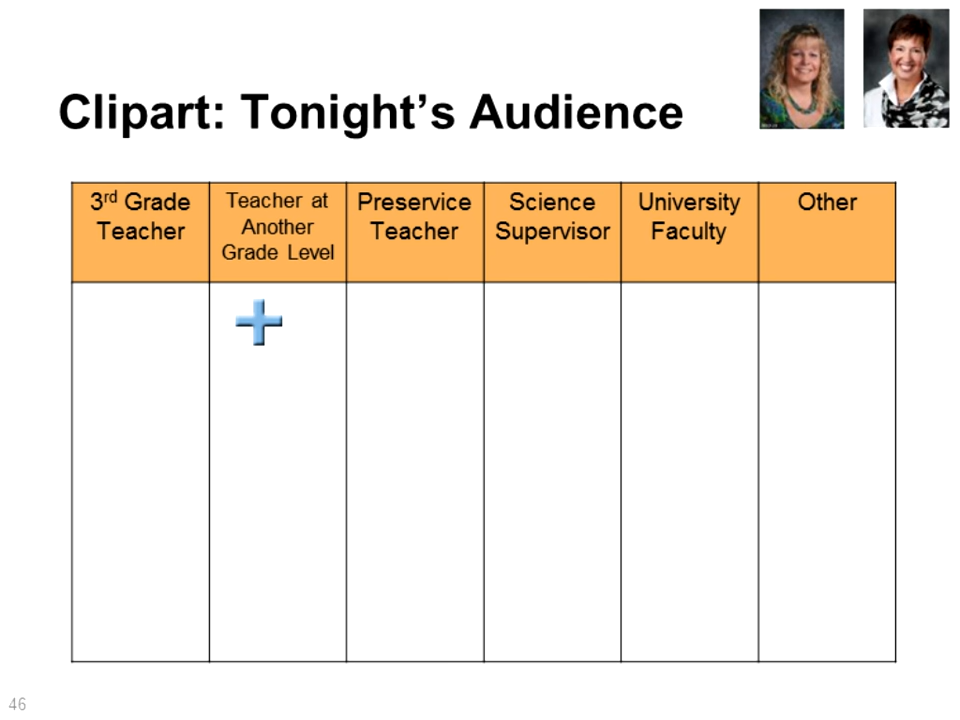 Clipart: Tonight’s Audience
3rd Grade
Teacher
Teacher at
Another
Grade Level
Preservice
Teacher
Science
Supervisor
University
Faculty
Other
46